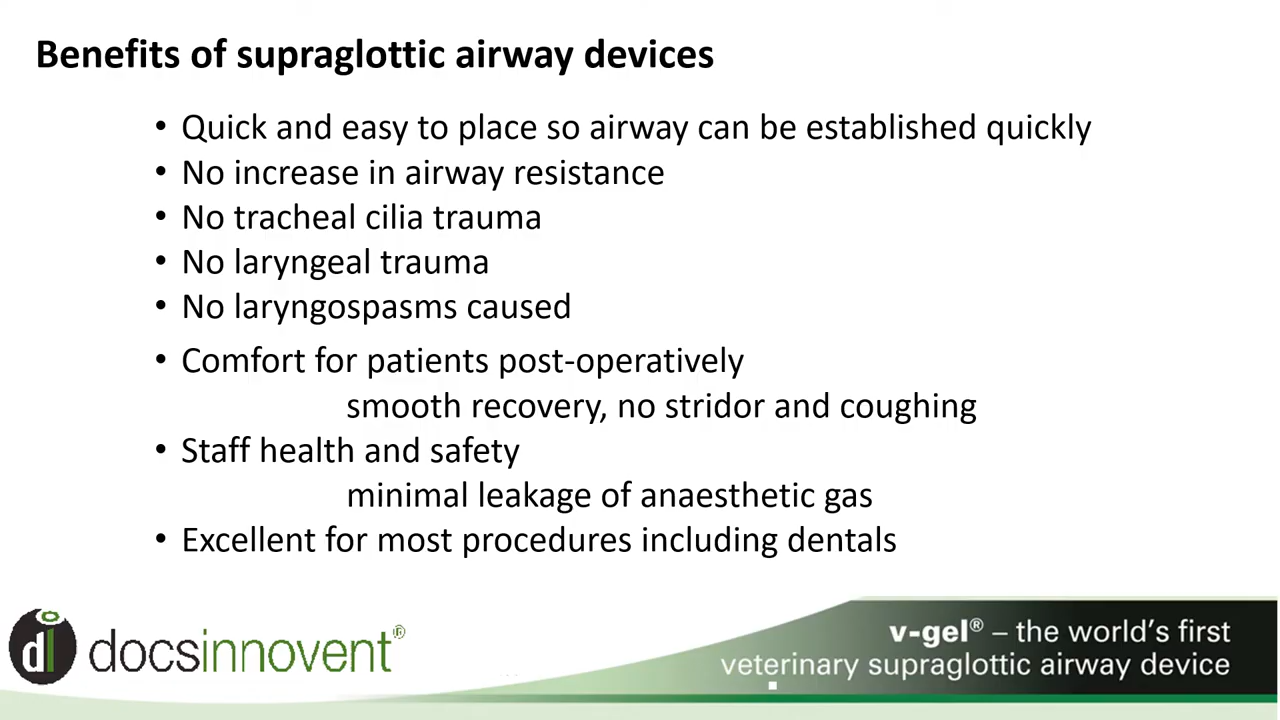 Benefits of supraglottic airway devices
• Quick and easy to place so airway can be established quickly
• No increase in airway resistance
• No tracheal cilia trauma
• No laryngeal trauma
• No laryngospasms caused
• Comfort for patients post-operatively
smooth recovery, no stridor and coughing
• Staff health and safety
minimal leakage of anaesthetic gas
• Excellent for most procedures including dentals
di docsinnovent®
v-gel® – the world's first
veterinary supraglottic airway device